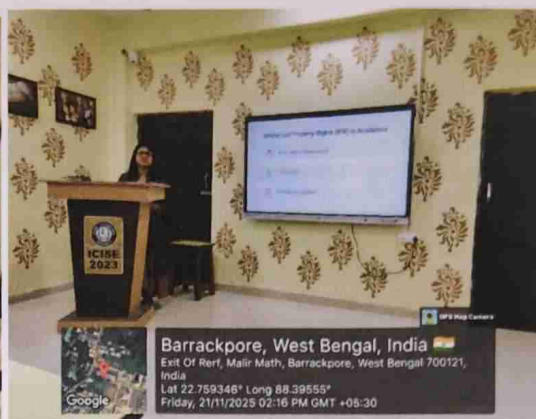 Intellectual Property Rights (IPR) in Academia
ICISE
2023
GPS Map Camera
Barrackpore, West Bengal, India 🇮🇳
Exit Of Rerf, Malir Math, Barrackpore, West Bengal 700121,
India
Lat 22.759346° Long 88.39555°
Friday, 21/11/2025 02:16 PM GMT +05:30
Google